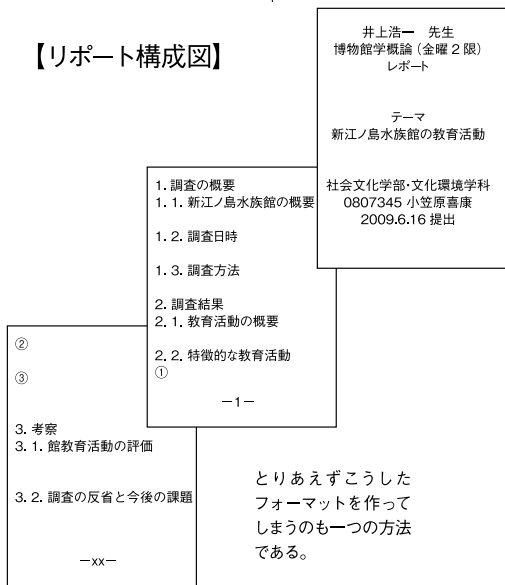 【リポート構成図】
井上浩一　先生
博物館学概論（金曜２限）
レポート
テーマ
新江ノ島水族館の教育活動
社会文化学部・文化環境学科
0807345 小笠原喜康
2009.6.16 提出
1. 調査の概要
1. 1. 新江ノ島水族館の概要
1. 2. 調査日時
1. 3. 調査方法
2. 調査結果
2. 1. 教育活動の概要
2. 2. 特徴的な教育活動
①
−1−
②
③
3. 考察
3. 1. 館教育活動の評価
3. 2. 調査の反省と今後の課題
−xx−
とりあえずこうした
フォーマットを作って
しまうのも一つの方法
である。